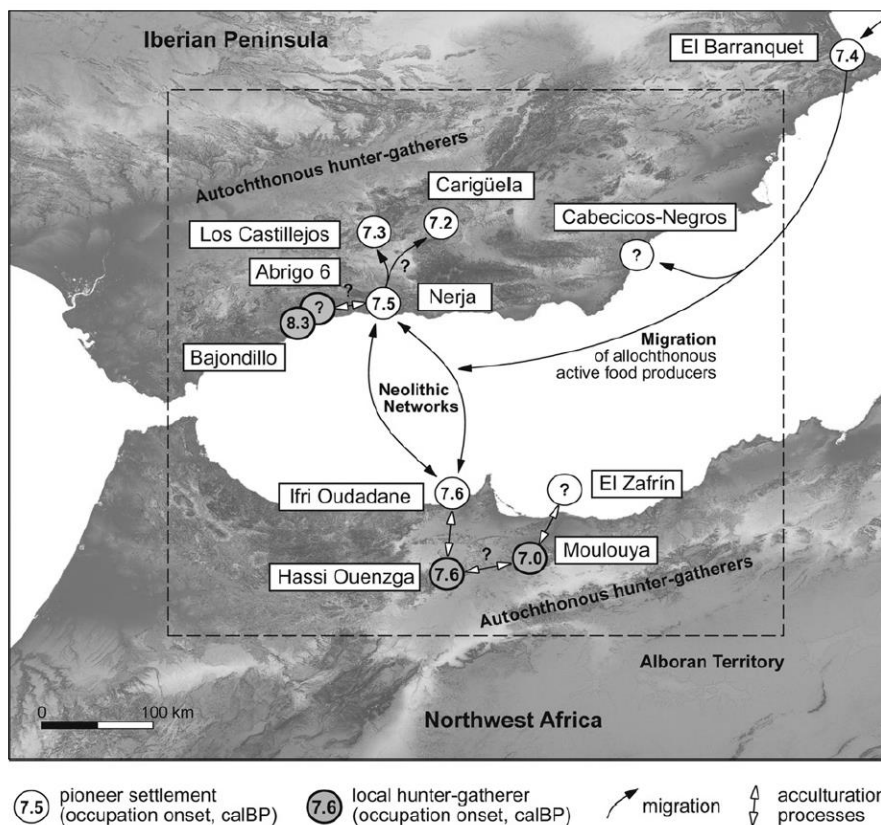 Iberian Peninsula
El Barranquet
7.4
Autochthonous hunter-gatherers
Carigüela
7.2
Cabecicos-Negros
?
Los Castillejos
7.3
?
Abrigo 6
?
?
8.3
7.5
Nerja
Bajondillo
Migration
of allochthonous
active food producers
Neolithic
Networks
Ifri Oudadane
7.6
?
El Zafrín
Hassi Ouenzga
7.6
?
7.0
Moulouya
Autochthonous hunter-gatherers
Alboran Territory
0
100 km
Northwest Africa
7.5
pioneer settlement
(occupation onset, calBP)
7.6
local hunter-gatherer
(occupation onset, calBP)
migration
acculturation
processes